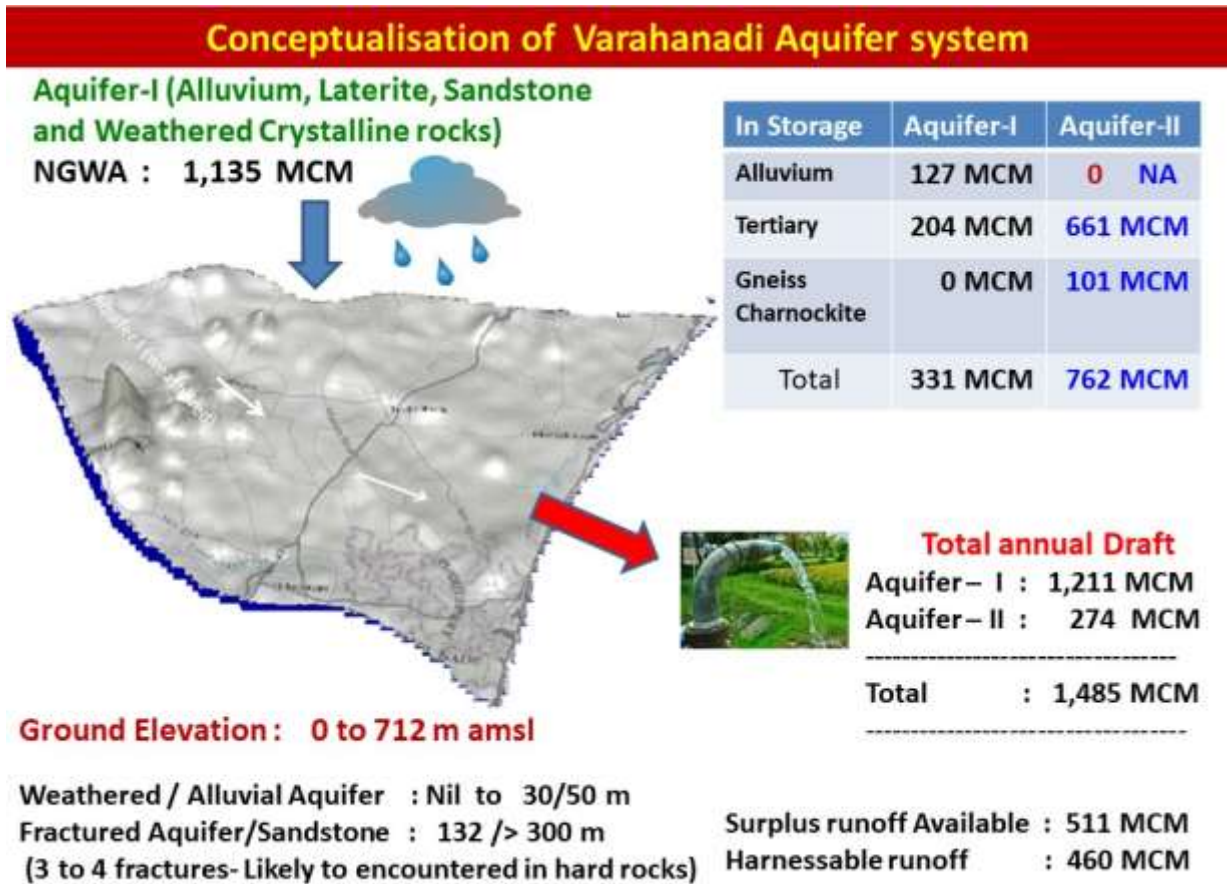 Conceptualisation of Varahanadi Aquifer system
Aquifer-I (Alluvium, Laterite, Sandstone
and Weathered Crystalline rocks)
NGWA : 1,135 MCM
In Storage Aquifer-I Aquifer-II
Alluvium 127 MCM 0 NA
Tertiary 204 MCM 661 MCM
Gneiss 0 MCM 101 MCM
Charnockite
Total 331 MCM 762 MCM
Total annual Draft
Aquifer – I : 1,211 MCM
Aquifer – II : 274 MCM
Total : 1,485 MCM
Ground Elevation : 0 to 712 m amsl
Weathered / Alluvial Aquifer : Nil to 30/50 m
Fractured Aquifer/Sandstone : 132 /> 300 m
(3 to 4 fractures- Likely to encountered in hard rocks)
Surplus runoff Available : 511 MCM
Harnessable runoff : 460 MCM